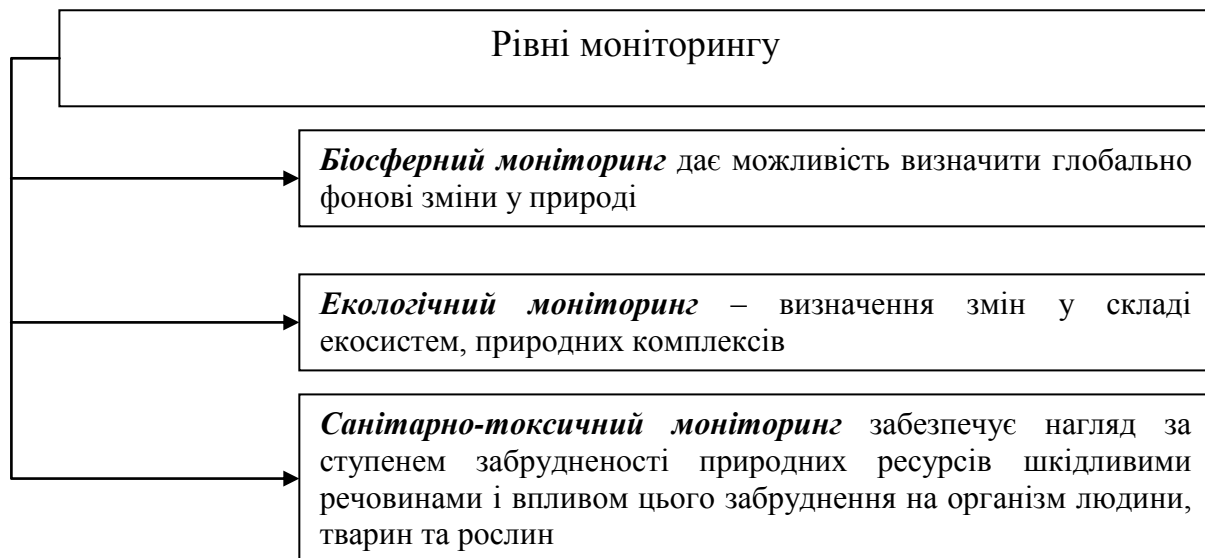 Рівні моніторингу
Біосферний моніторинг дає можливість визначити глобально
фонові зміни у природі
Екологічний моніторинг – визначення змін у складі
екосистем, природних комплексів
Санітарно-токсичний моніторинг забезпечує нагляд за
ступенем забрудненості природних ресурсів шкідливими
речовинами і впливом цього забруднення на організм людини,
тварин та рослин